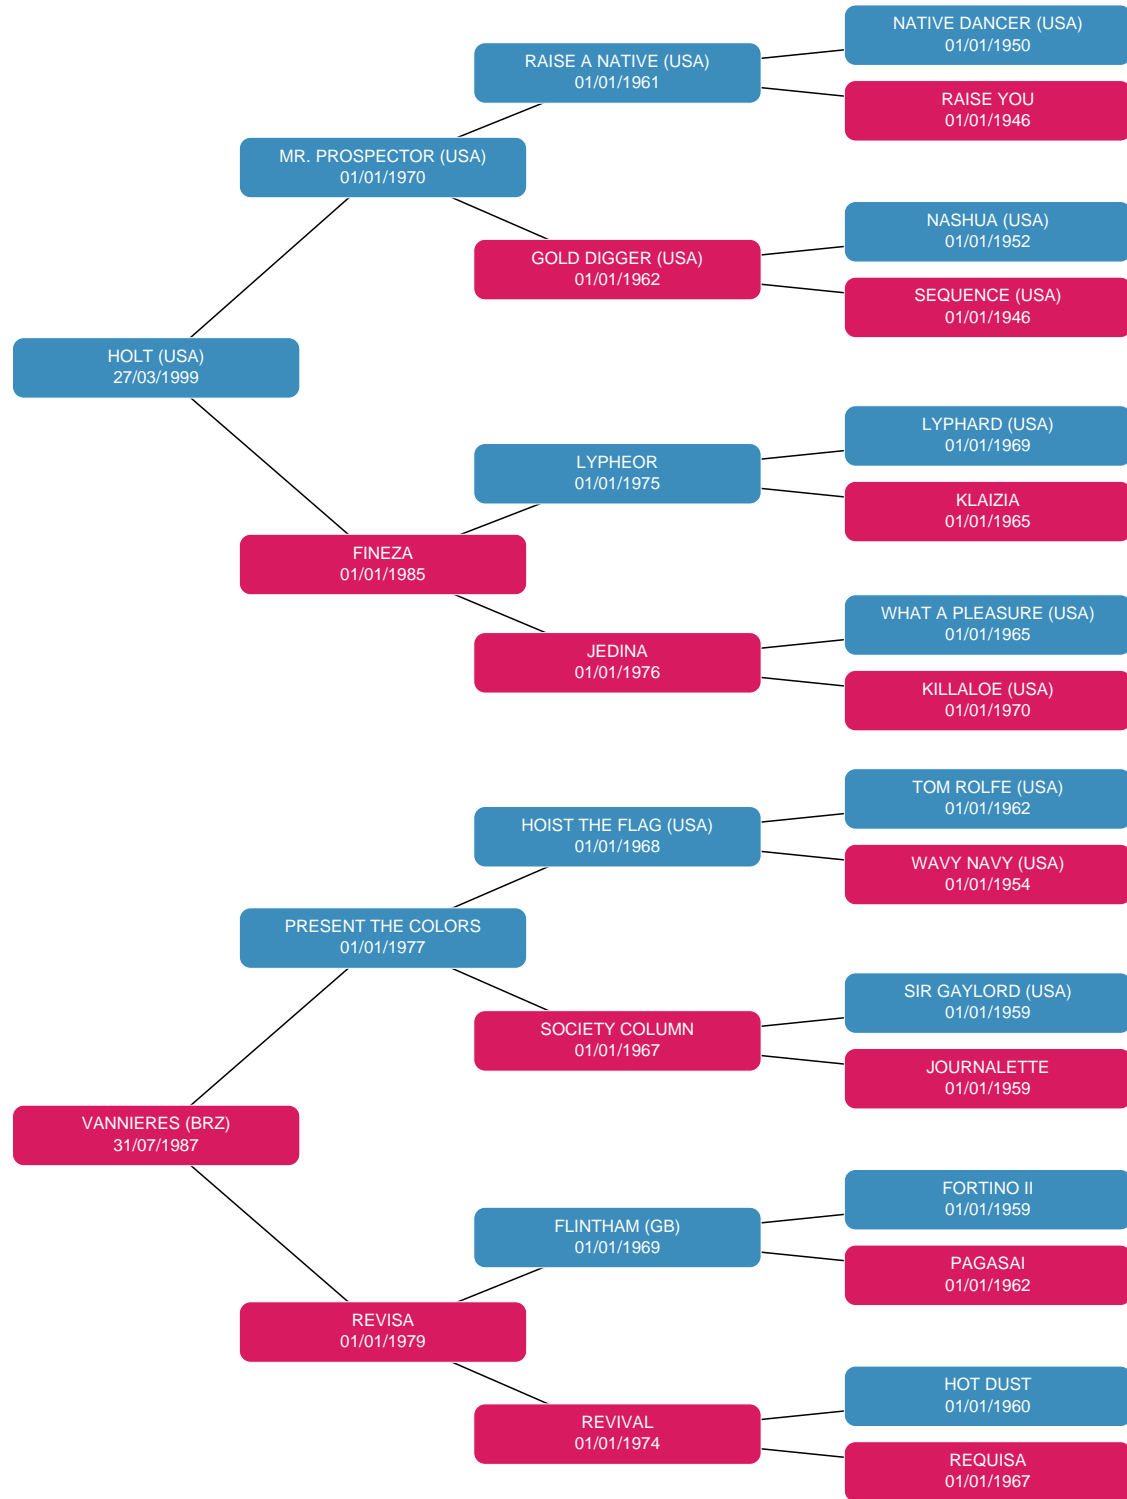 NATIVE DANCER (USA)
01/01/1950
RAISE A NATIVE (USA)
01/01/1961
RAISE YOU
01/01/1946
MR. PROSPECTOR (USA)
01/01/1970
NASHUA (USA)
01/01/1952
GOLD DIGGER (USA)
01/01/1962
SEQUENCE (USA)
01/01/1946
HOLT (USA)
27/03/1999
LYPHARD (USA)
01/01/1969
LYPHEOR
01/01/1975
KLAIZIA
01/01/1965
FINEZA
01/01/1985
WHAT A PLEASURE (USA)
01/01/1965
JEDINA
01/01/1976
KILLALOE (USA)
01/01/1970
TOM ROLFE (USA)
01/01/1962
HOIST THE FLAG (USA)
01/01/1968
WAVY NAVY (USA)
01/01/1954
PRESENT THE COLORS
01/01/1977
SIR GAYLORD (USA)
01/01/1959
SOCIETY COLUMN
01/01/1967
JOURNALETTE
01/01/1959
VANNIERES (BRZ)
31/07/1987
FORTINO II
01/01/1959
FLINTHAM (GB)
01/01/1969
PAGASAI
01/01/1962
REVISA
01/01/1979
HOT DUST
01/01/1960
REVIVAL
01/01/1974
REQUISA
01/01/1967